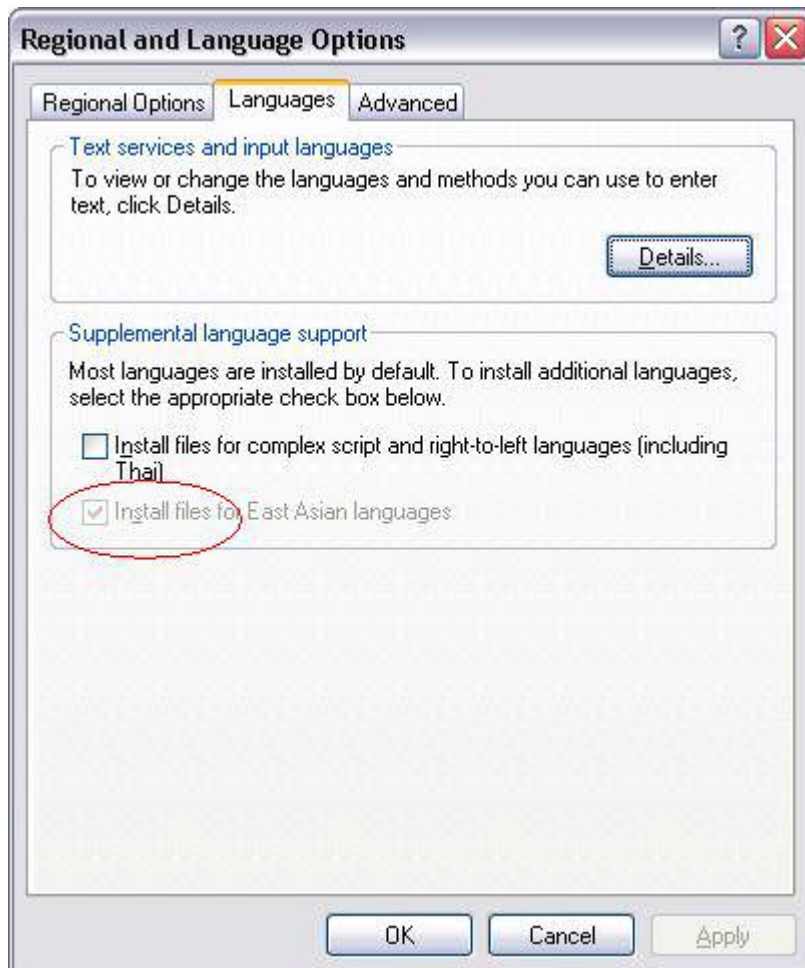 Regional and Language Options
Regional Options Languages Advanced
Text services and input languages
To view or change the languages and methods you can use to enter
text, click Details.
Details...
Supplemental language support
Most languages are installed by default. To install additional languages,
select the appropriate check box below.
Install files for complex script and right-to-left languages (including
Thai)
Install files for East Asian languages
OK Cancel Apply